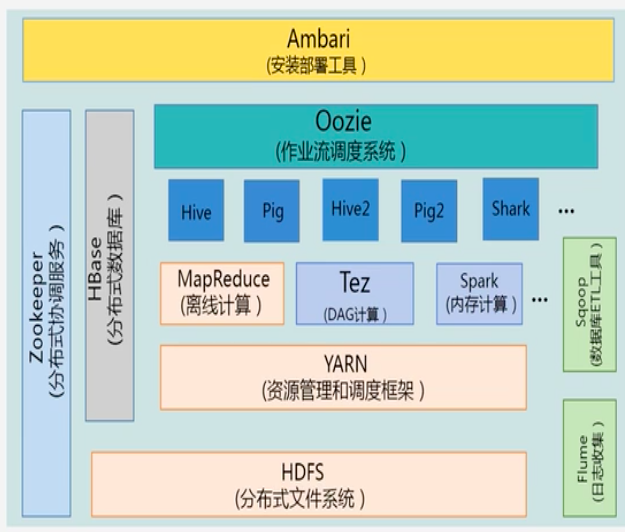 Ambari
(安装部署工具)
Oozie
(作业流调度系统)
Zookeeper
(分布式协调服务)
HBase
(分布式数据库)
Hive
Pig
Hive2
Pig2
Shark
...
MapReduce
(离线计算)
Tez
(DAG计算)
Spark
(内存计算)
...
Sqoop
(数据库ETL工具)
YARN
(资源管理和调度框架)
Flume
(日志收集)
HDFS
(分布式文件系统)